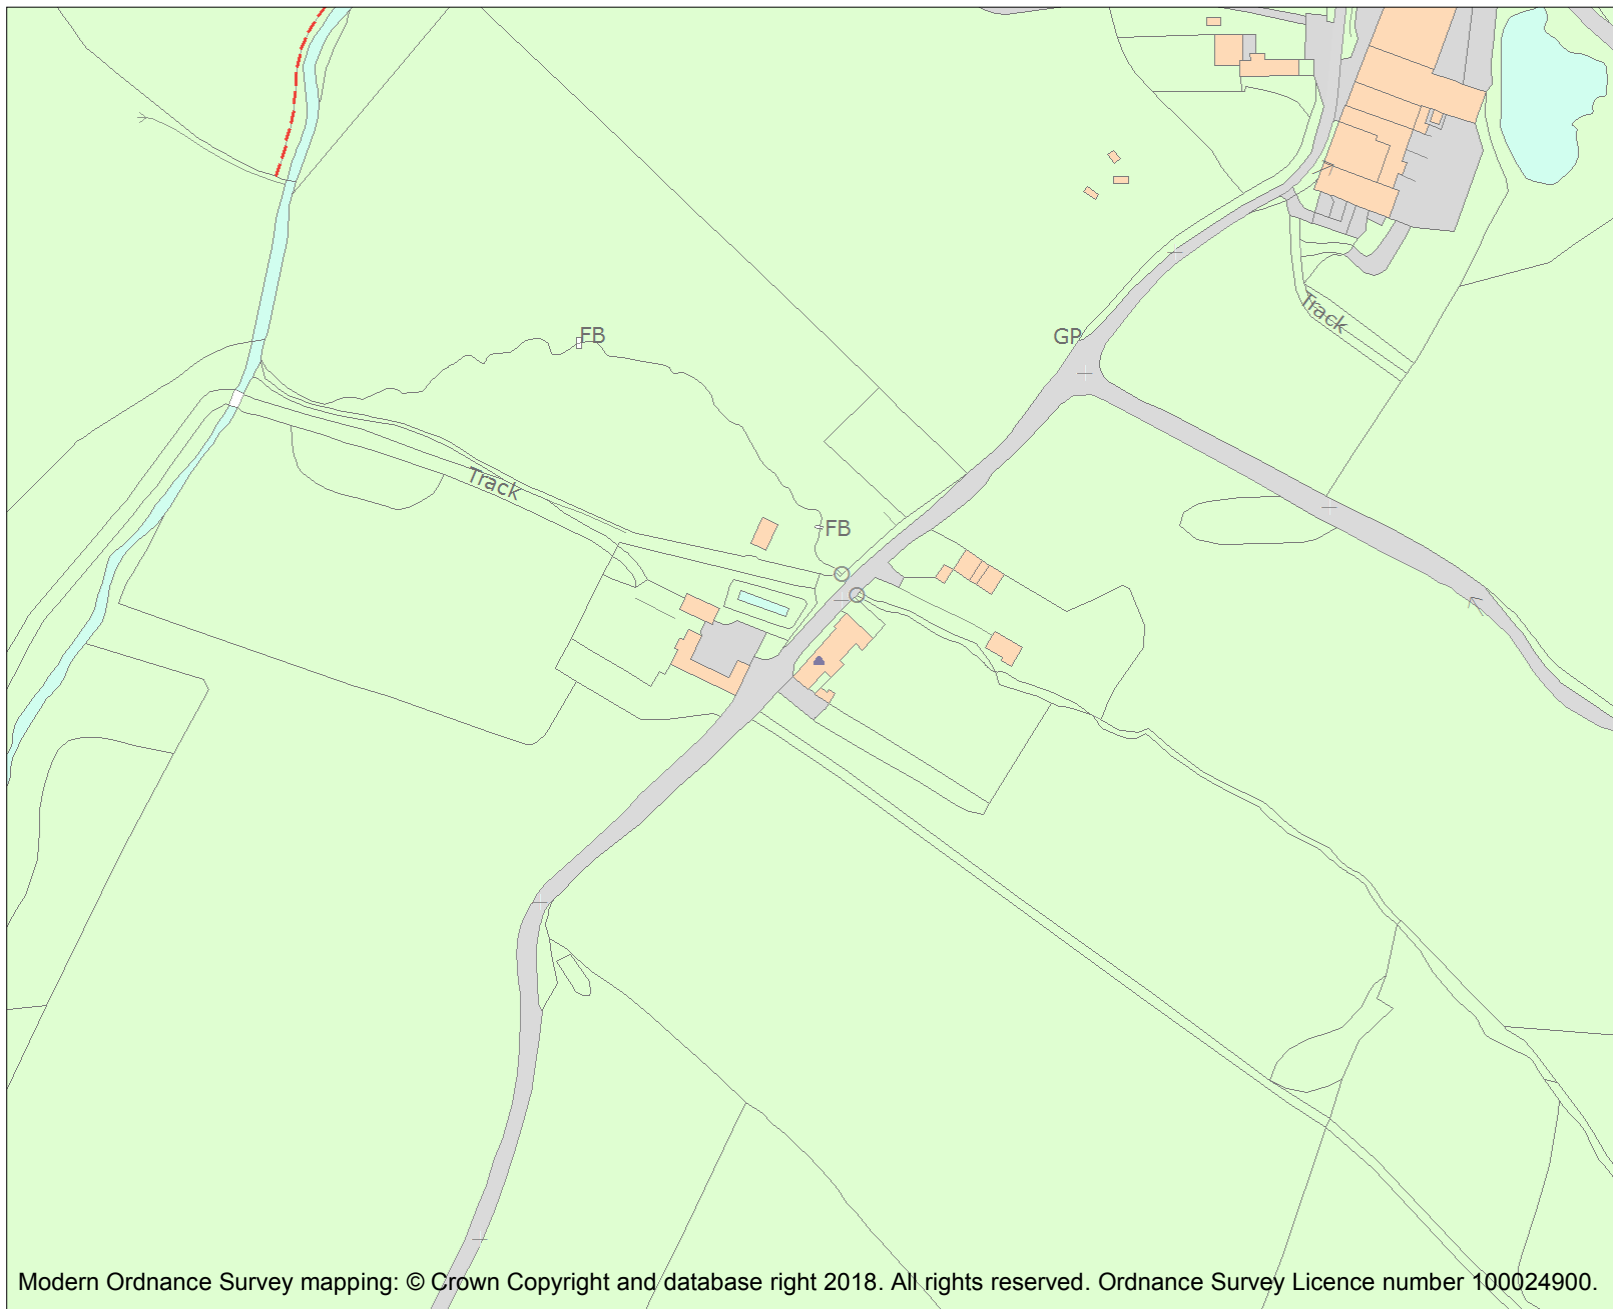 Track
FB
GP
Track
FB
Modern Ordnance Survey mapping: © Crown Copyright and database right 2018. All rights reserved. Ordnance Survey Licence number 100024900.